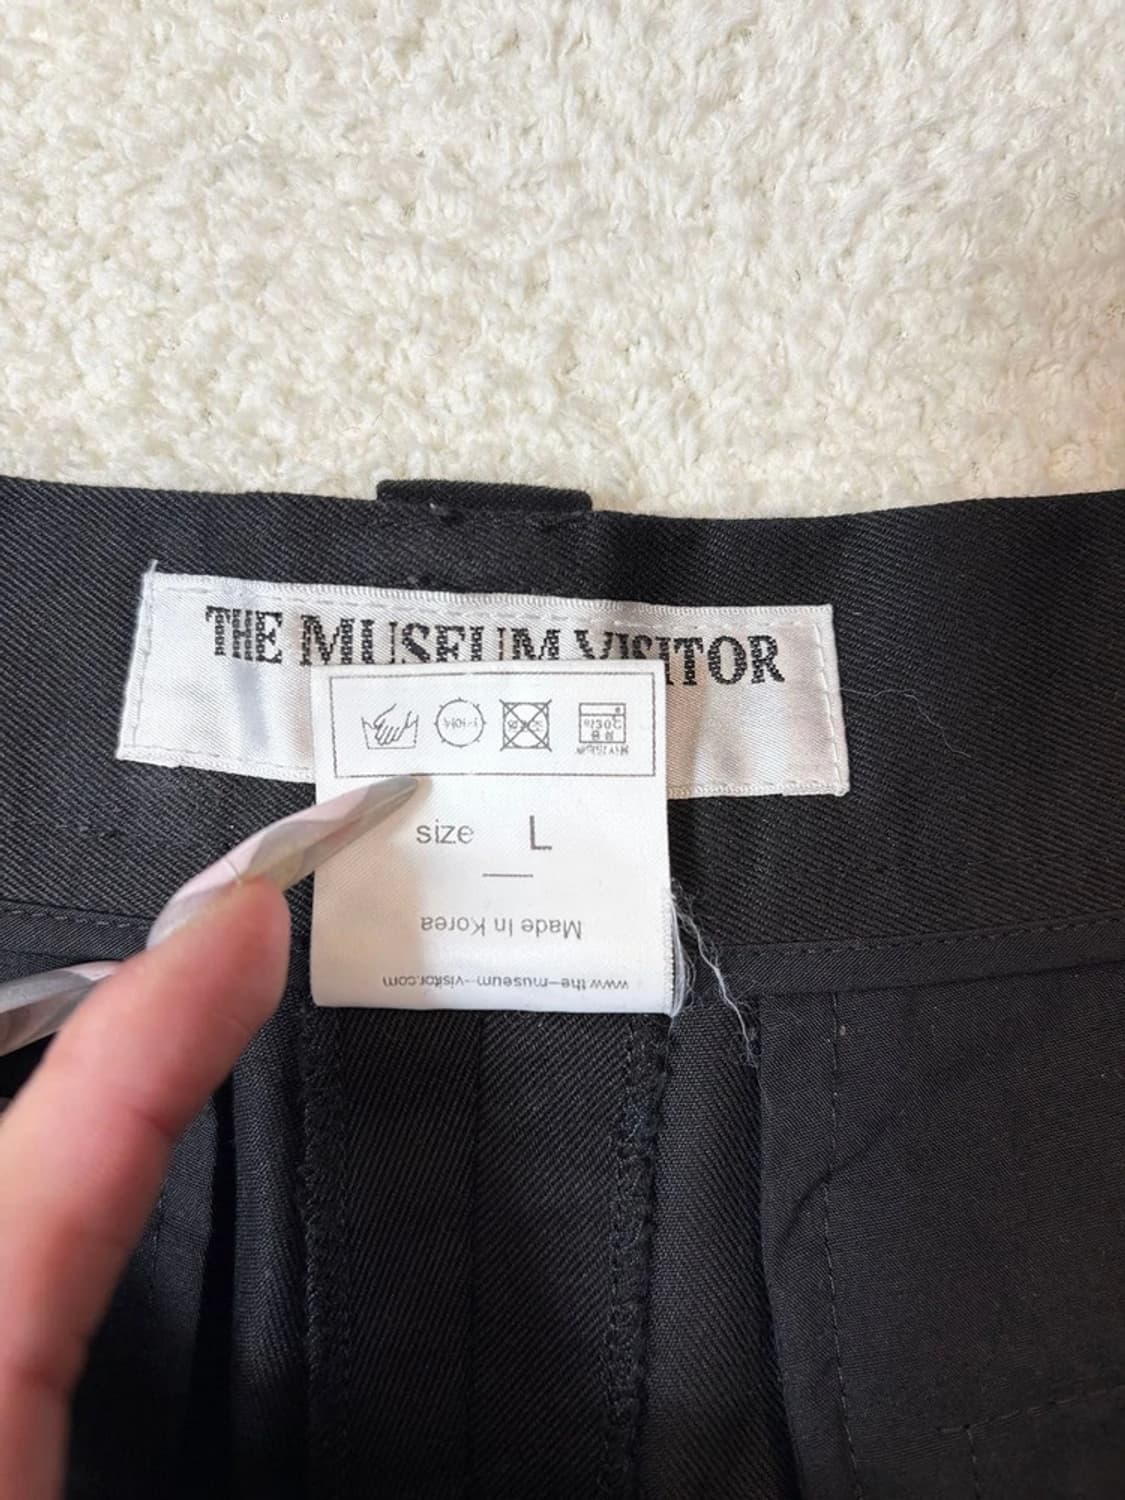 THE MUSEUM VISITOR
size L
Made in Korea
www.the-museum-visitor.com